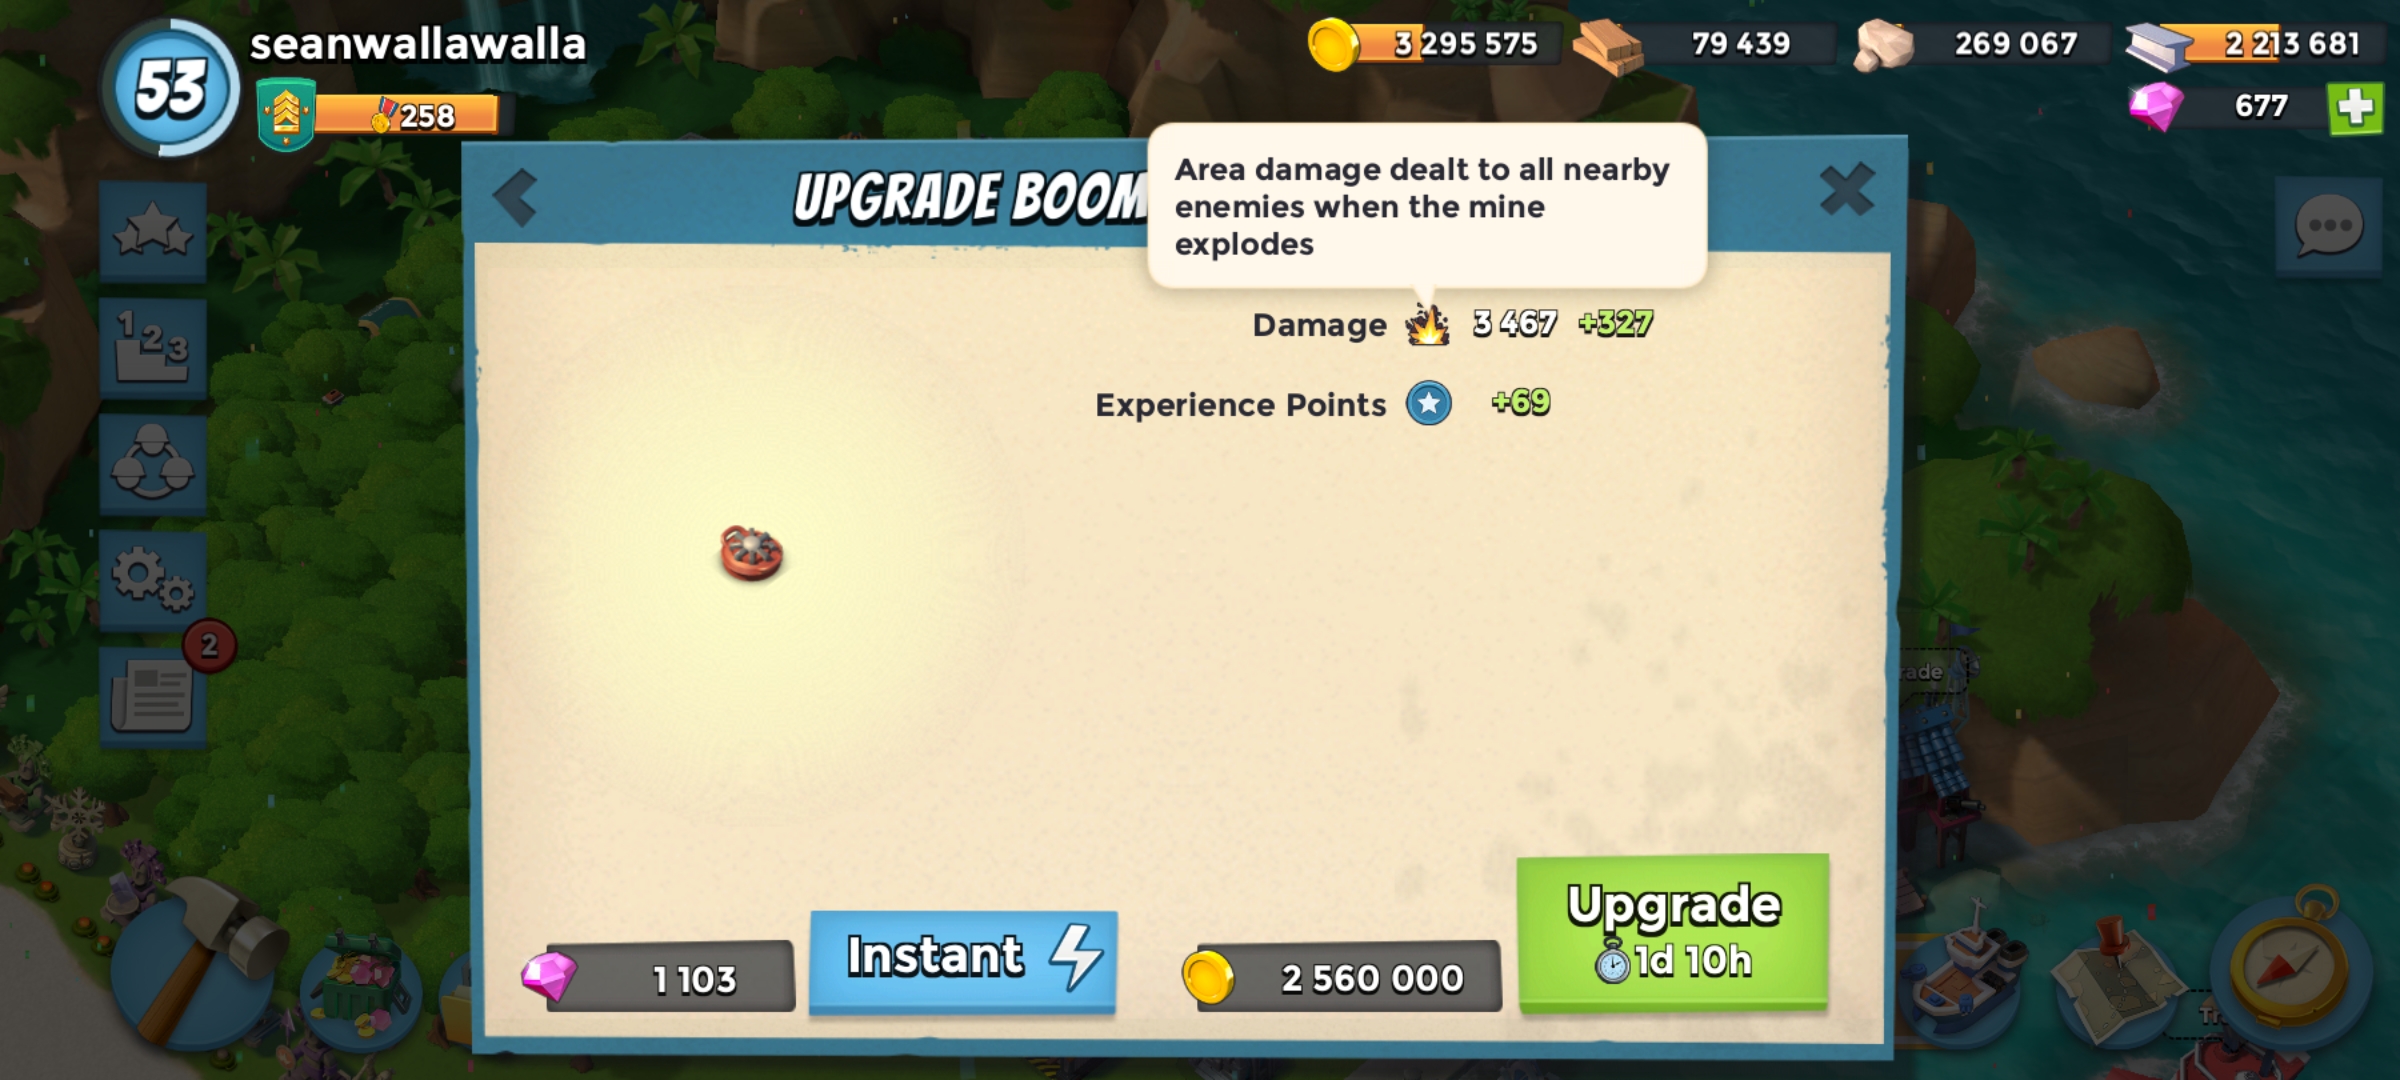 53
seanwallawalla
258
3 295 575
79 439
269 067
2 213 681
677
UPGRADE BOOM
Area damage dealt to all nearby
enemies when the mine
explodes
Damage 3 467 +327
Experience Points +69
123
2
1 103
Instant
2 560 000
Upgrade
1d 10h